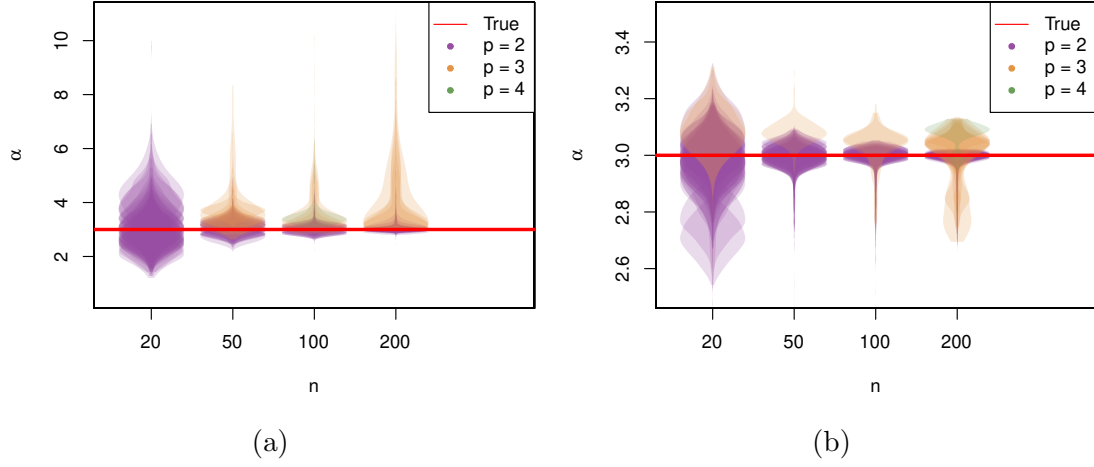 True
p = 2
p = 3
p = 4
10
8
6
4
2
α
20
50
100
200
n
(a)
True
p = 2
p = 3
p = 4
3.4
3.2
3.0
2.8
2.6
α
20
50
100
200
n
(b)